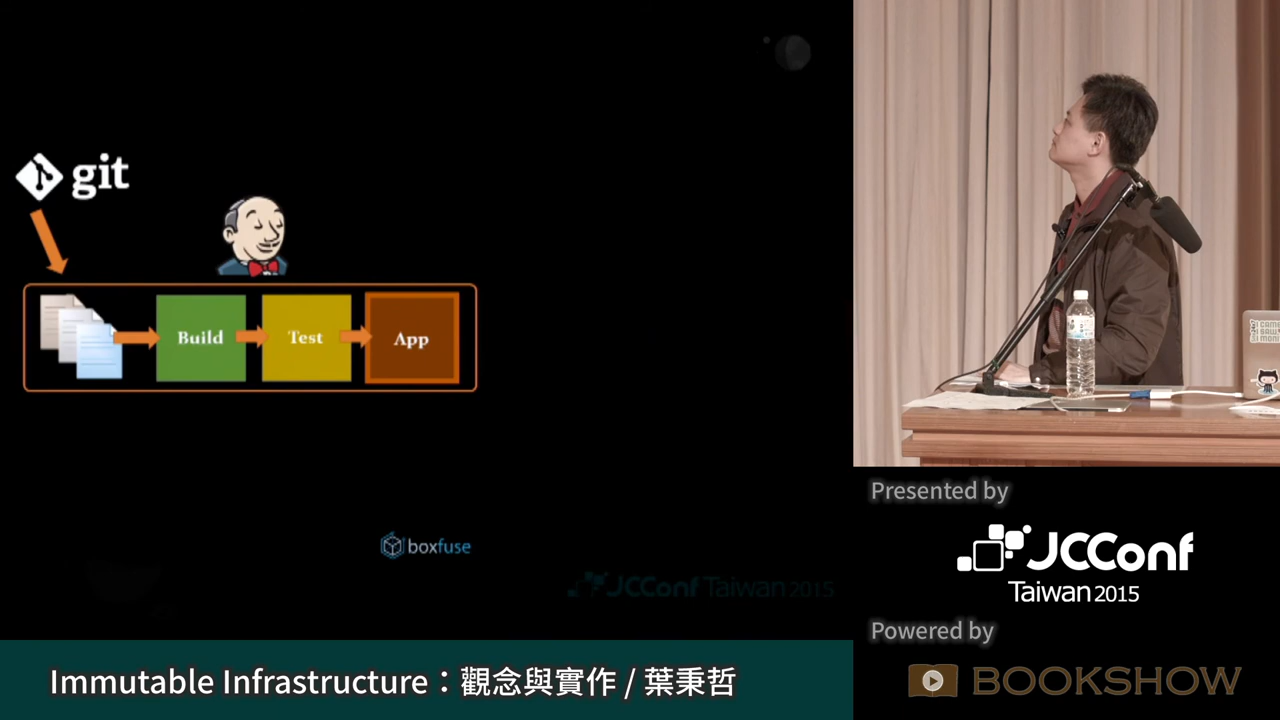 git
Build
Test
App
boxfuse
JCConf Taiwan 2015
Immutable Infrastructure：觀念與實作 / 葉秉哲
Presented by
JCConf
Taiwan 2015
Powered by
BOOKSHOW